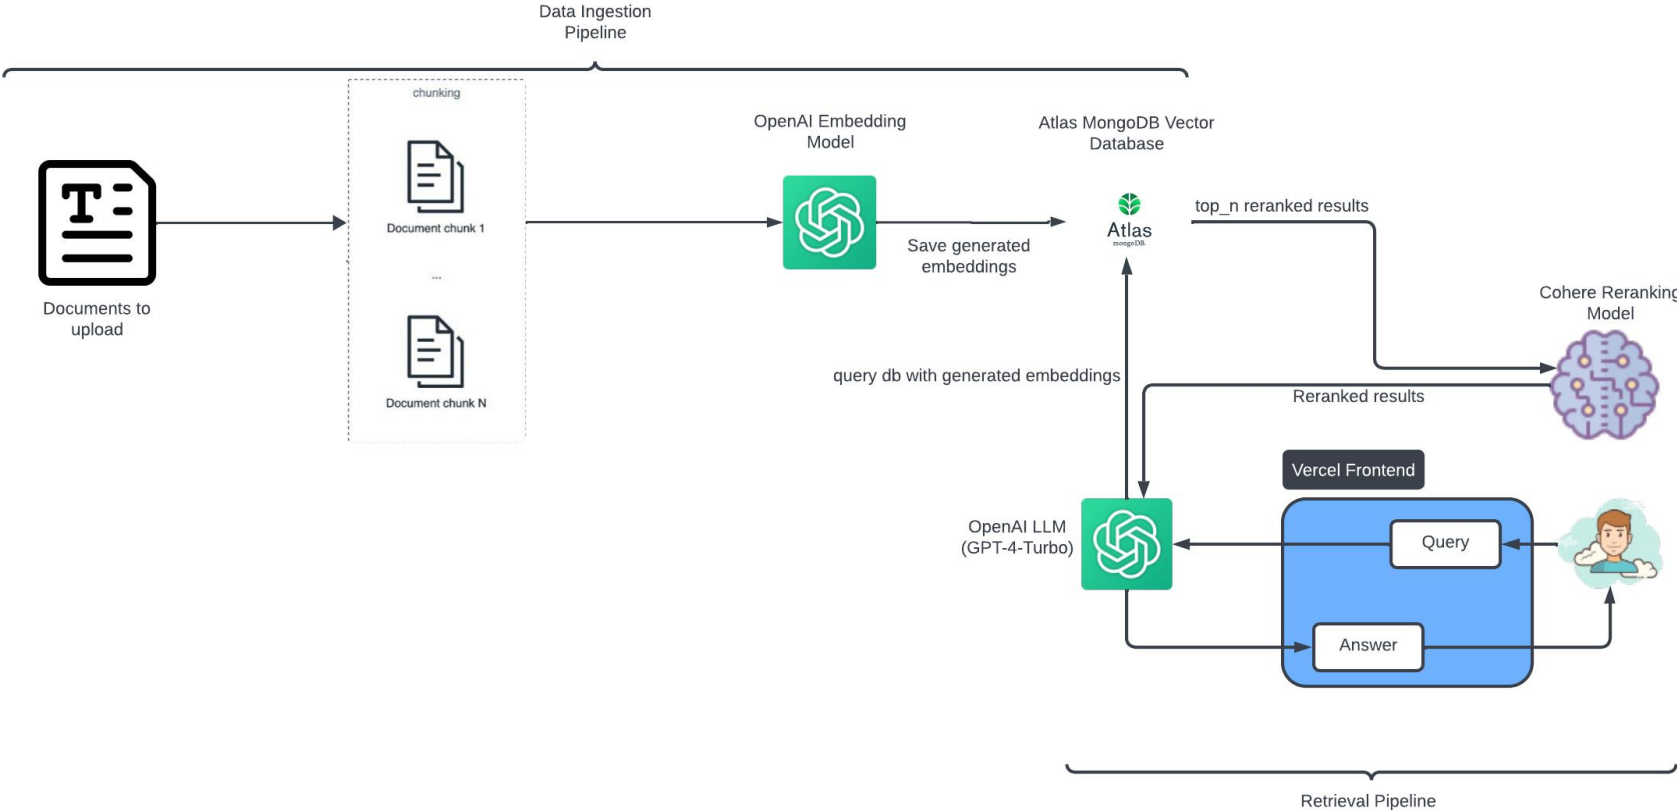 Data Ingestion
Pipeline
chunking
Document chunk 1
...
Document chunk N
Documents to
upload
OpenAI Embedding
Model
Save generated
embeddings
Atlas MongoDB Vector
Database
Atlas
mongoDB.
top_n reranked results
Cohere Reranking
Model
query db with generated embeddings
Reranked results
Vercel Frontend
OpenAI LLM
(GPT-4-Turbo)
Query
Answer
Retrieval Pipeline